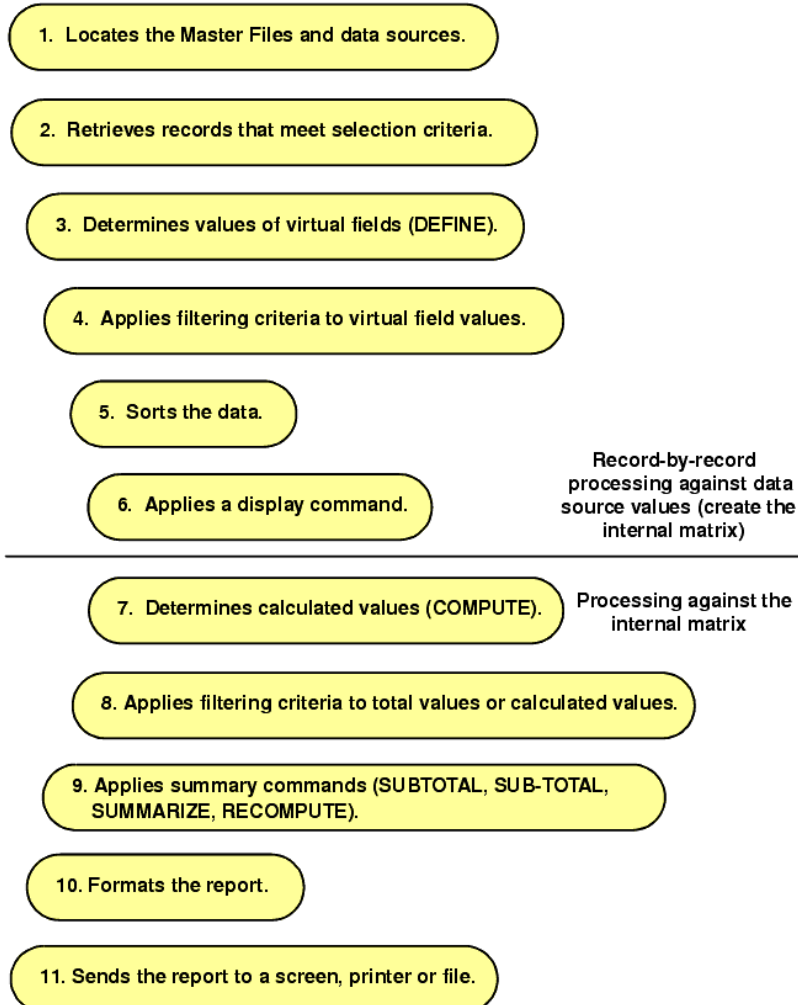 1. Locates the Master Files and data sources.
2. Retrieves records that meet selection criteria.
3. Determines values of virtual fields (DEFINE).
4. Applies filtering criteria to virtual field values.
5. Sorts the data.
Record-by-record
processing against data
source values (create the
internal matrix)
6. Applies a display command.
7. Determines calculated values (COMPUTE).
Processing against the
internal matrix
8. Applies filtering criteria to total values or calculated values.
9. Applies summary commands (SUBTOTAL, SUB-TOTAL,
SUMMARIZE, RECOMPUTE).
10. Formats the report.
11. Sends the report to a screen, printer or file.